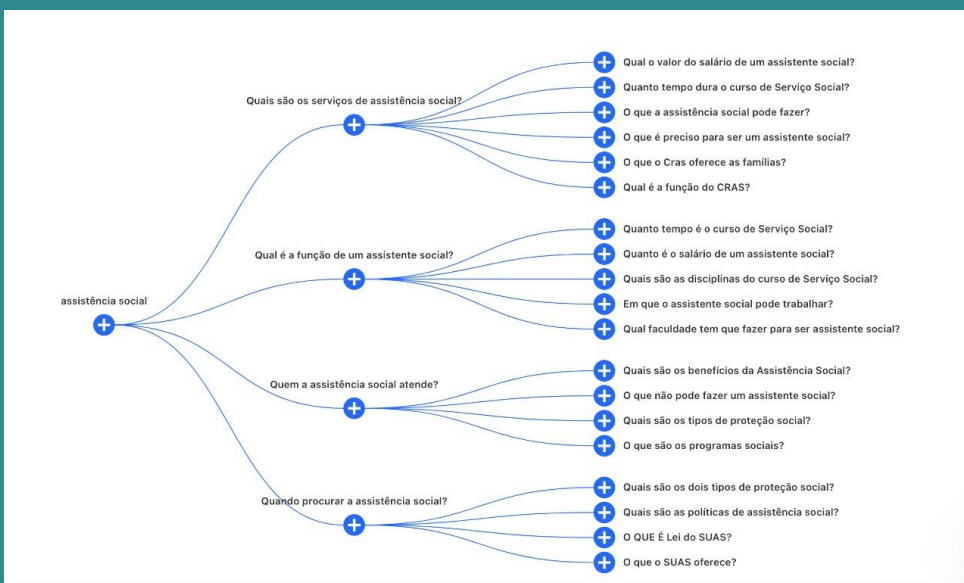 assistência social
Quais são os serviços de assistência social?
Qual o valor do salário de um assistente social?
Quanto tempo dura o curso de Serviço Social?
O que a assistência social pode fazer?
O que é preciso para ser um assistente social?
O que o Cras oferece as famílias?
Qual é a função do CRAS?
Qual é a função de um assistente social?
Quanto tempo é o curso de Serviço Social?
Quanto é o salário de um assistente social?
Quais são as disciplinas do curso de Serviço Social?
Em que o assistente social pode trabalhar?
Qual faculdade tem que fazer para ser assistente social?
Quem a assistência social atende?
Quais são os benefícios da Assistência Social?
O que não pode fazer um assistente social?
Quais são os tipos de proteção social?
O que são os programas sociais?
Quando procurar a assistência social?
Quais são os dois tipos de proteção social?
Quais são as políticas de assistência social?
O QUE É Lei do SUAS?
O que o SUAS oferece?